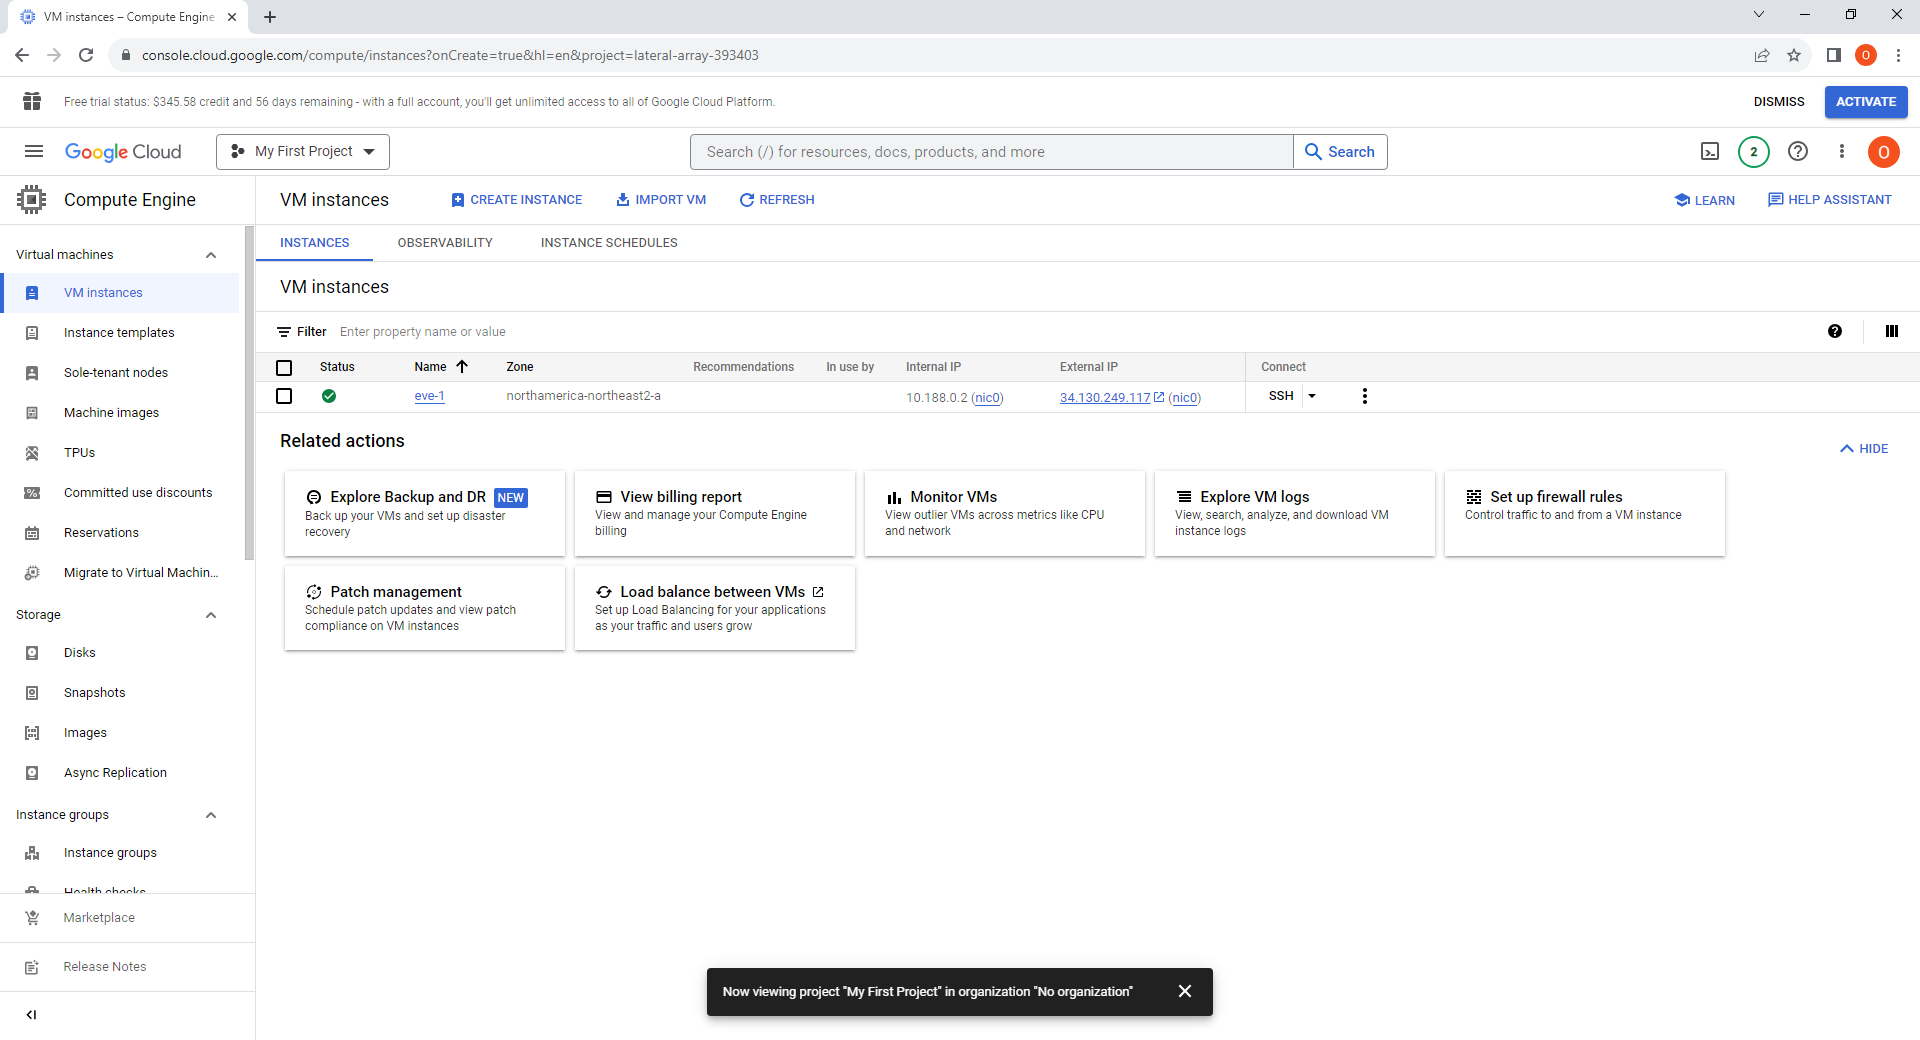 VM instances – Compute Engine
console.cloud.google.com/compute/instances?onCreate=true&hl=en&project=lateral-array-393403
O
Free trial status: $345.58 credit and 56 days remaining - with a full account, you'll get unlimited access to all of Google Cloud Platform.
DISMISS
ACTIVATE
Google Cloud
My First Project
Search (/) for resources, docs, products, and more
Search
2
O
Compute Engine
VM instances
CREATE INSTANCE
IMPORT VM
REFRESH
LEARN
HELP ASSISTANT
Virtual machines
VM instances
Instance templates
Sole-tenant nodes
Machine images
TPUs
Committed use discounts
Reservations
Migrate to Virtual Machin...
Storage
Disks
Snapshots
Images
Async Replication
Instance groups
Instance groups
Health checks
Marketplace
Release Notes
INSTANCES
OBSERVABILITY
INSTANCE SCHEDULES
VM instances
Filter
Enter property name or value
Status
Name
Zone
Recommendations
In use by
Internal IP
External IP
Connect
eve-1
northamerica-northeast2-a
10.188.0.2 (nic0)
34.130.249.117 (nic0)
SSH
Related actions
HIDE
Explore Backup and DR NEW
Back up your VMs and set up disaster
recovery
View billing report
View and manage your Compute Engine
billing
Monitor VMs
View outlier VMs across metrics like CPU
and network
Explore VM logs
View, search, analyze, and download VM
instance logs
Set up firewall rules
Control traffic to and from a VM instance
Patch management
Schedule patch updates and view patch
compliance on VM instances
Load balance between VMs
Set up Load Balancing for your applications
as your traffic and users grow
Now viewing project "My First Project" in organization "No organization"